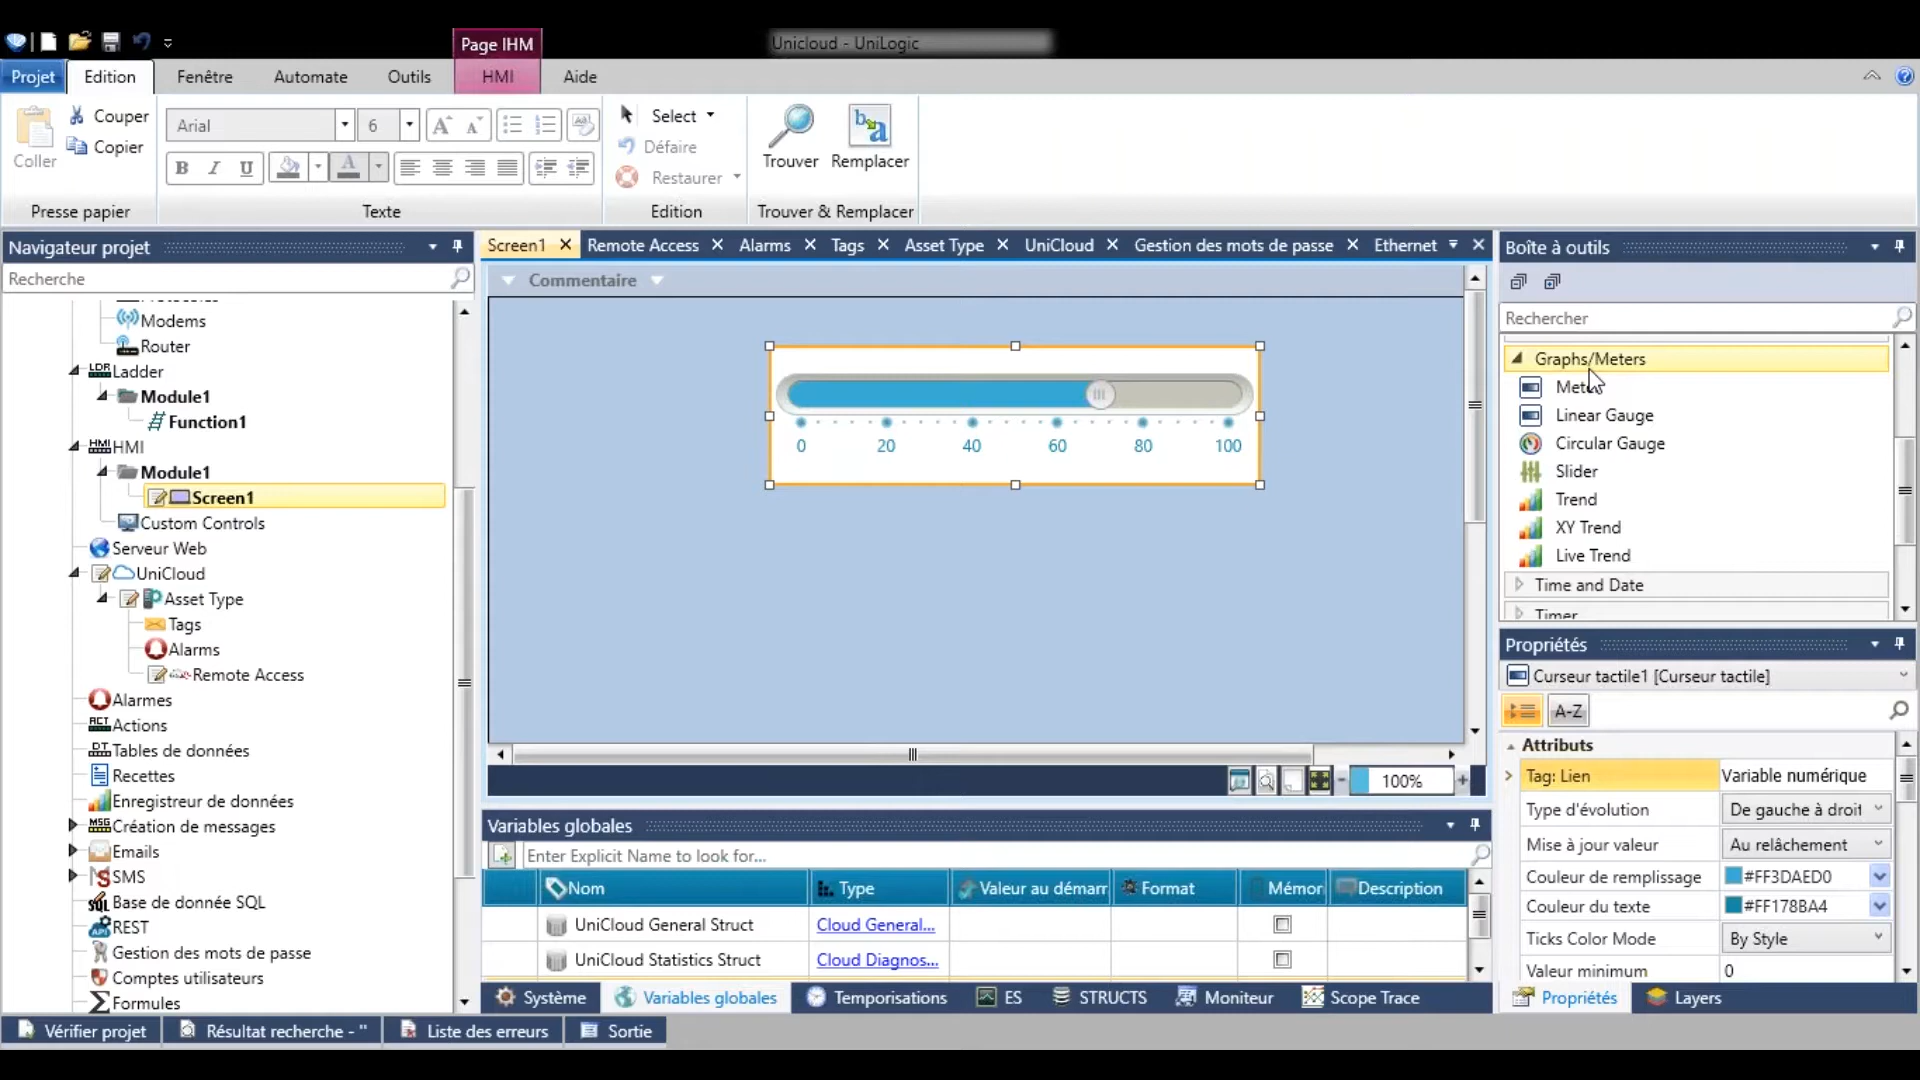 Page IHM
Unicloud - UniLogic
Projet
Edition
Fenêtre
Automate
Outils
HMI
Aide
Coller
Couper
Copier
Presse papier
Arial
6
B I U
Texte
Select
Défaire
Restaurer
Edition
Trouver
Remplacer
Trouver & Remplacer
Navigateur projet
Recherche
Modems
Router
LDR Ladder
Module1
Function1
HMI HMI
Module1
Screen1
Custom Controls
Serveur Web
UniCloud
Asset Type
Tags
Alarms
Remote Access
Alarmes
ACT Actions
DT Tables de données
Recettes
Enregistreur de données
MSG Création de messages
Emails
SMS
SQL Base de donnée SQL
API REST
Gestion des mots de passe
Comptes utilisateurs
Formules
Screen1
Remote Access
Alarms
Tags
Asset Type
UniCloud
Gestion des mots de passe
Ethernet
Commentaire
0 20 40 60 80 100
100%
Variables globales
Enter Explicit Name to look for...
Nom Type Valeur au démarr Format Mémor Description
UniCloud General Struct Cloud General...
UniCloud Statistics Struct Cloud Diagnos...
Système
Variables globales
Temporisations
ES
STRUCTS
Moniteur
Scope Trace
Boîte à outils
Rechercher
Graphs/Meters
Linear Gauge
Circular Gauge
Slider
Trend
XY Trend
Live Trend
Time and Date
Timer
Propriétés
Curseur tactile1 [Curseur tactile]
A-Z
Attributs
Tag: Lien Variable numérique
Type d'évolution De gauche à droit
Mise à jour valeur Au relâchement
Couleur de remplissage #FF3DAED0
Couleur du texte #FF178BA4
Ticks Color Mode By Style
Valeur minimum 0
Propriétés
Layers
Vérifier projet
Résultat recherche - "
Liste des erreurs
Sortie